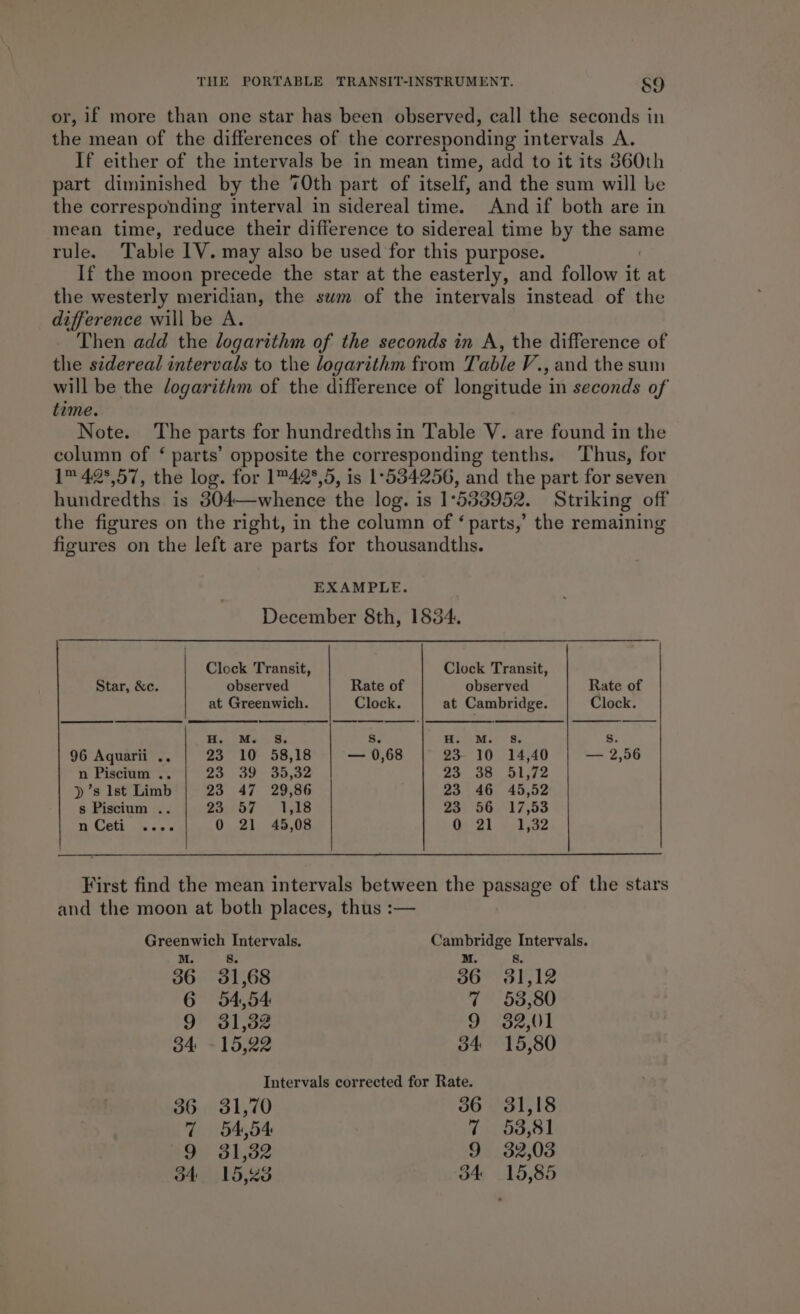 THE PORTABLE TRANSIT-INSTRUMENT. 89
or, if more than one star has been observed, call the seconds in
the mean of the differences of the corresponding intervals A.
If either of the intervals be in mean time, add to it its 360th
part diminished by the 70th part of itself, and the sum will be
the corresponding interval in sidereal time. And if both are in
mean time, reduce their difference to sidereal time by the same
rule. Table IV. may also be used for this purpose.
If the moon precede the star at the easterly, and follow it at
the westerly meridian, the sum of the intervals instead of the
difference will be A.
Then add the logarithm of the seconds in A, the difference of
the sidereal intervals to the logarithm from Table V., and the sum
will be the logarithm of the difference of longitude in seconds of
time.
Note. The parts for hundredths in Table V. are found in the
column of ‘ parts’ opposite the corresponding tenths. Thus, for
1ᵐ 42ˢ,57, the log. for 1ᵐ42ˢ,5, is 1·534256, and the part for seven
hundredths is 304—whence the log. is 1·533952. Striking off
the figures on the right, in the column of ‘ parts,’ the remaining
figures on the left are parts for thousandths.
EXAMPLE.
December 8th, 1834.
Star, &c. | Clock Transit, observed at Greenwich. | Rate of Clock. | Clock Transit, observed at Cambridge. | Rate of Clock.
H. M. S. | S. | H. M. S. | S.
96 Aquarii .. 23 10 58,18 — 0,68 23 10 14,40 — 2,56
n Piscium .. 23 39 35,32 23 38 51,72
☽’s 1st Limb 23 47 29,86 23 46 45,52
s Piscium .. 23 57 1,18 23 56 17,53
n Ceti .... 0 21 45,08 0 21 1,32
First find the mean intervals between the passage of the stars
and the moon at both places, thus :—
Greenwich Intervals. Cambridge Intervals.
M. S. M. S.
36 31,68 36 31,12
6 54,54 7 53,80
9 31,32 9 32,01
34 15,22 34 15,80
Intervals corrected for Rate.
36 31,70 36 31,18
7 54,54 7 53,81
9 31,32 9 32,03
34 15,23 34 15,85